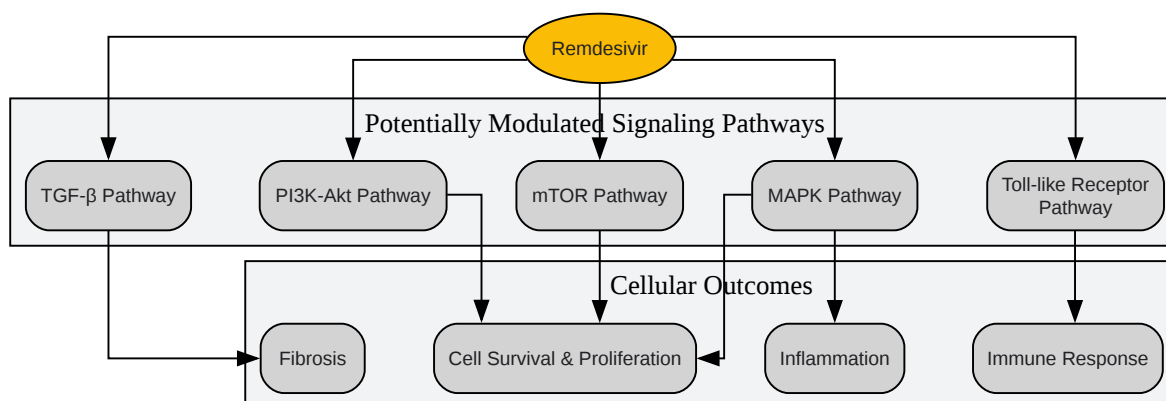 Remdesivir
Potentially Modulated Signaling Pathways
TGF-β Pathway
PI3K-Akt Pathway
mTOR Pathway
MAPK Pathway
Toll-like Receptor
Pathway
Cellular Outcomes
Fibrosis
Cell Survival & Proliferation
Inflammation
Immune Response